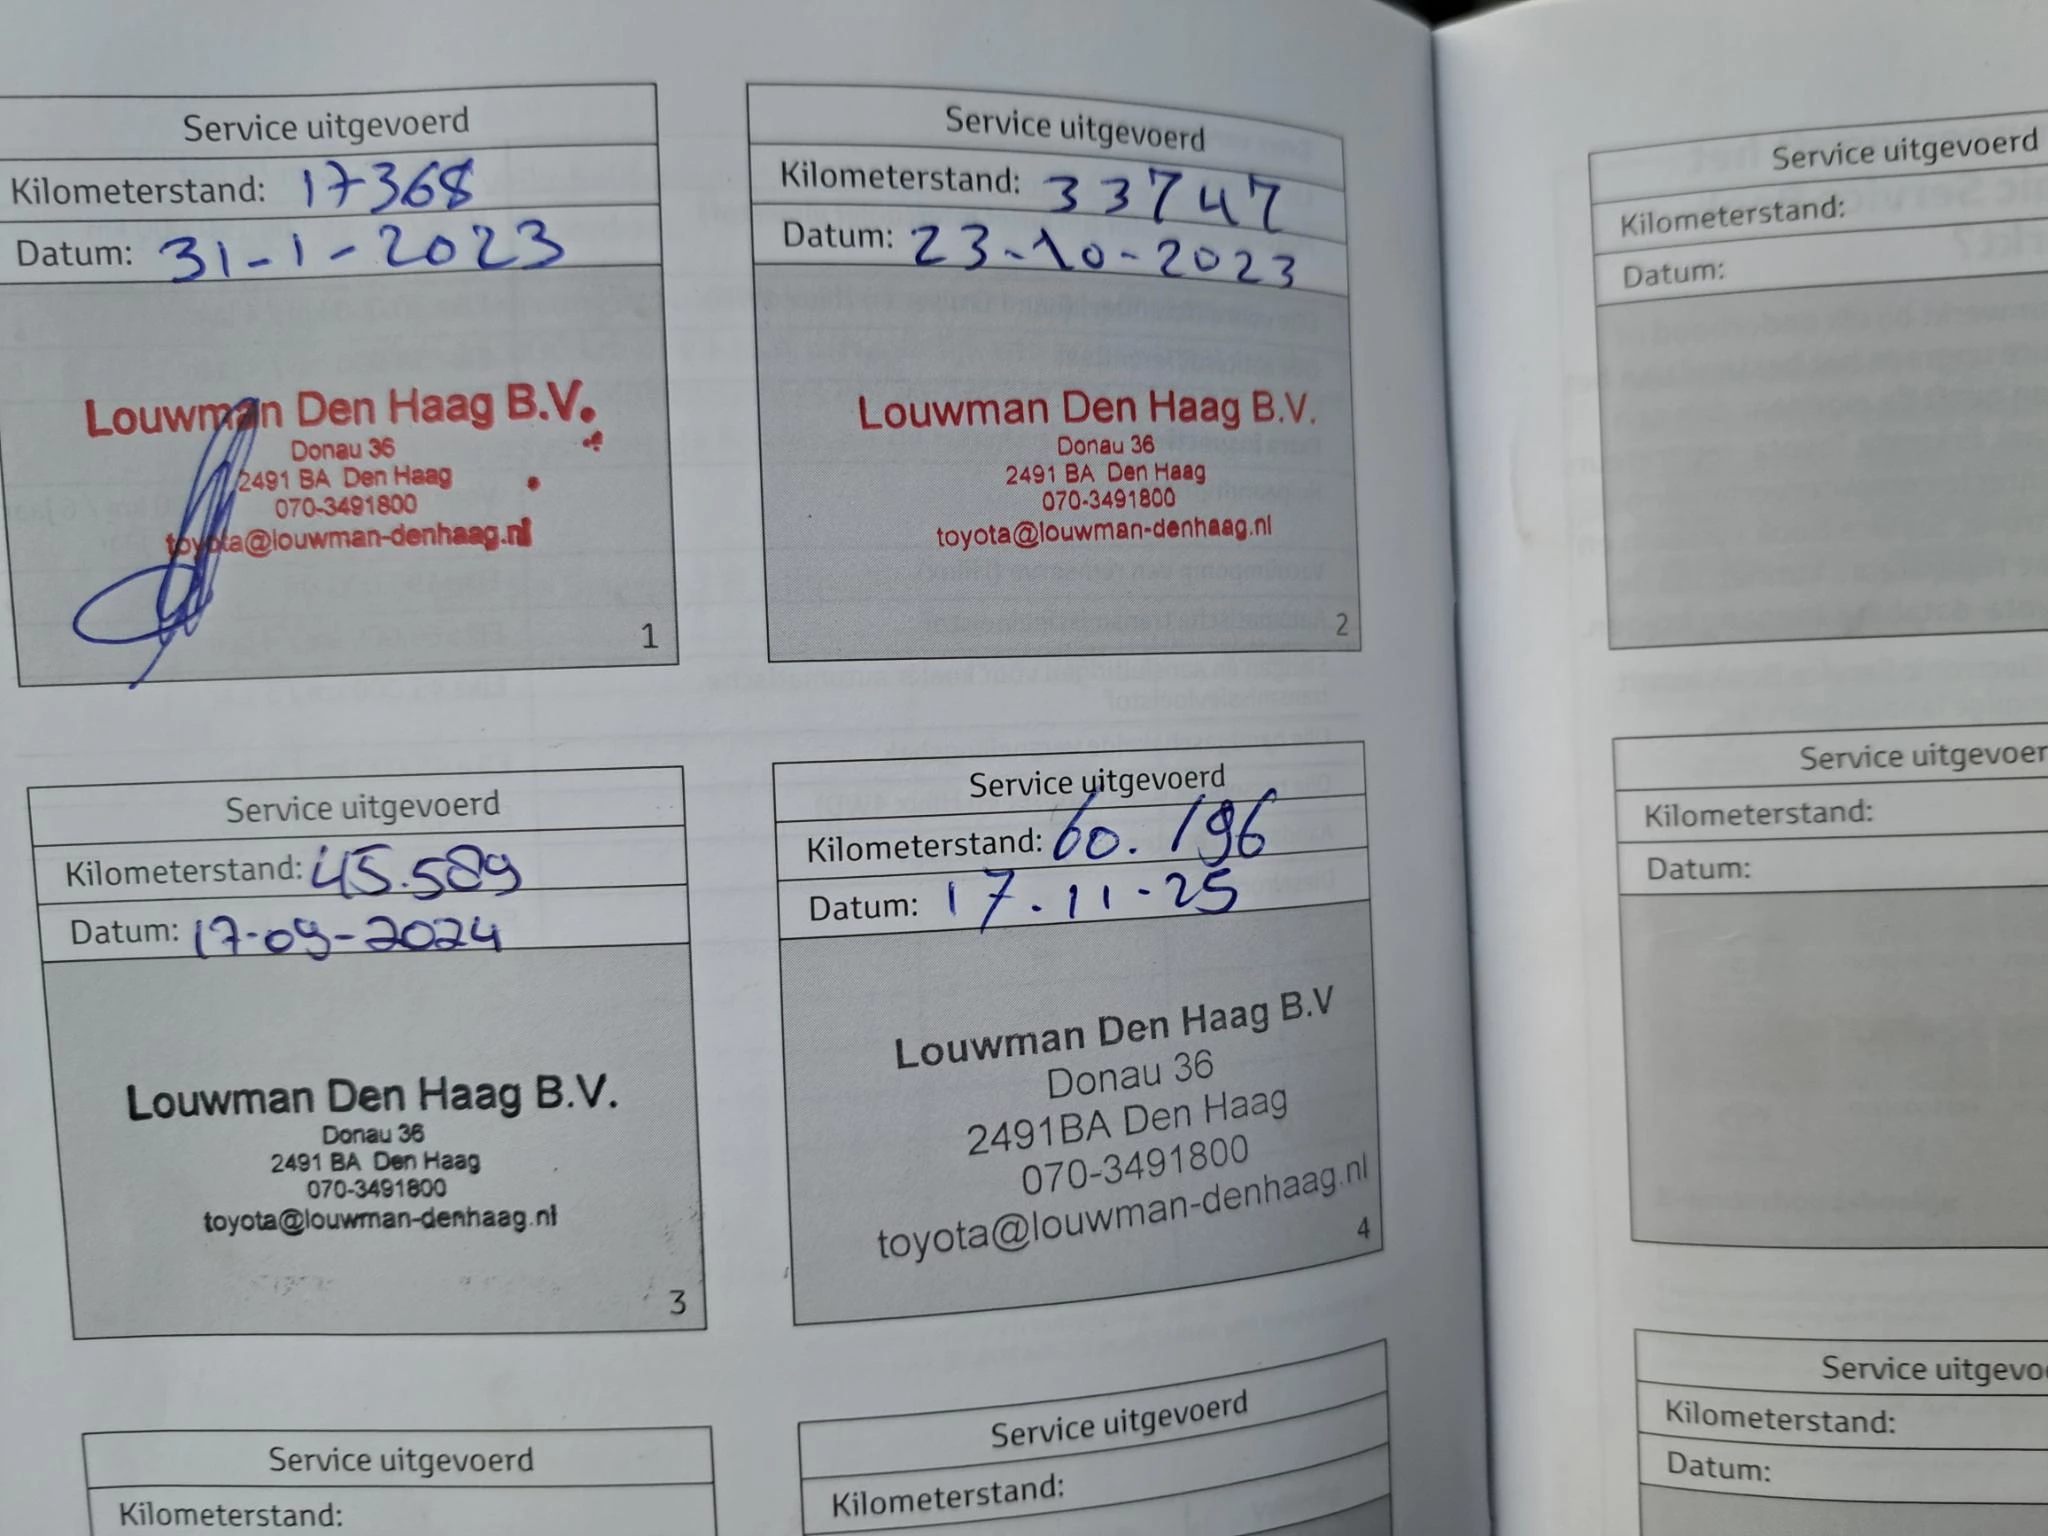 Service uitgevoerd
Kilometerstand: 17368
Datum: 31-1-2023
Louwman Den Haag B.V.
Donau 36
2491 BA Den Haag
070-3491800
toyota@louwman-denhaag.nl
1
Service uitgevoerd
Kilometerstand: 33747
Datum: 23-10-2023
Louwman Den Haag B.V.
Donau 36
2491 BA Den Haag
070-3491800
toyota@louwman-denhaag.nl
2
Service uitgevoerd
Kilometerstand: 45.589
Datum: 17-09-2024
Louwman Den Haag B.V.
Donau 36
2491 BA Den Haag
070-3491800
toyota@louwman-denhaag.nl
3
Service uitgevoerd
Kilometerstand: 60.196
Datum: 17.11-25
Louwman Den Haag B.V
Donau 36
2491BA Den Haag
070-3491800
toyota@louwman-denhaag.nl
4
Service uitgevoerd
Kilometerstand:
Service uitgevoerd
Kilometerstand:
Service uitgevoerd
Kilometerstand:
Datum:
Service uitgevoer
Kilometerstand:
Datum:
Service uitgevo
Kilometerstand:
Datum: